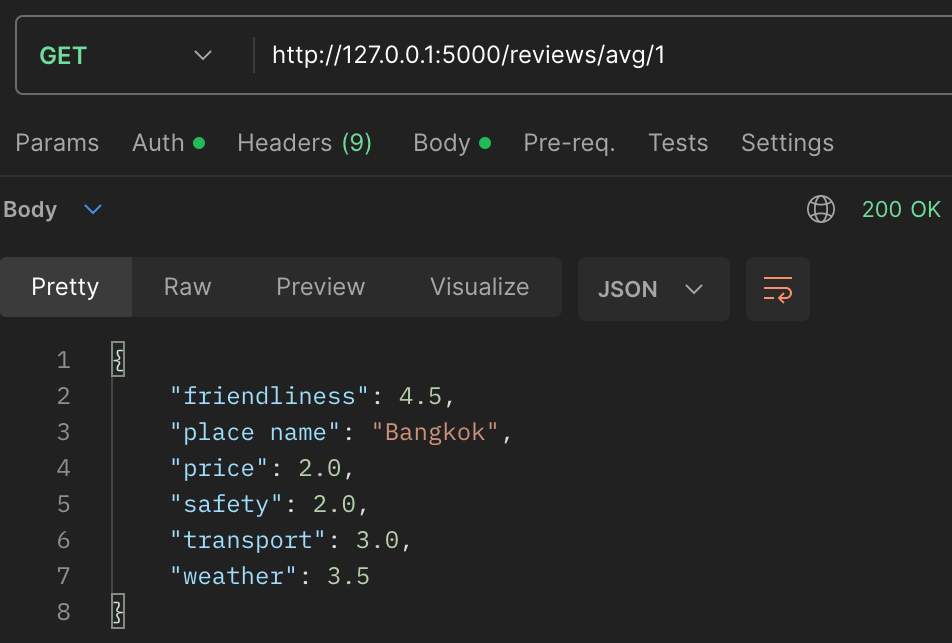 GET http://127.0.0.1:5000/reviews/avg/1
Params Auth Headers (9) Body Pre-req. Tests Settings
Body 200 OK
Pretty Raw Preview Visualize JSON
1 {
2 "friendliness": 4.5,
3 "place name": "Bangkok",
4 "price": 2.0,
5 "safety": 2.0,
6 "transport": 3.0,
7 "weather": 3.5
8 }